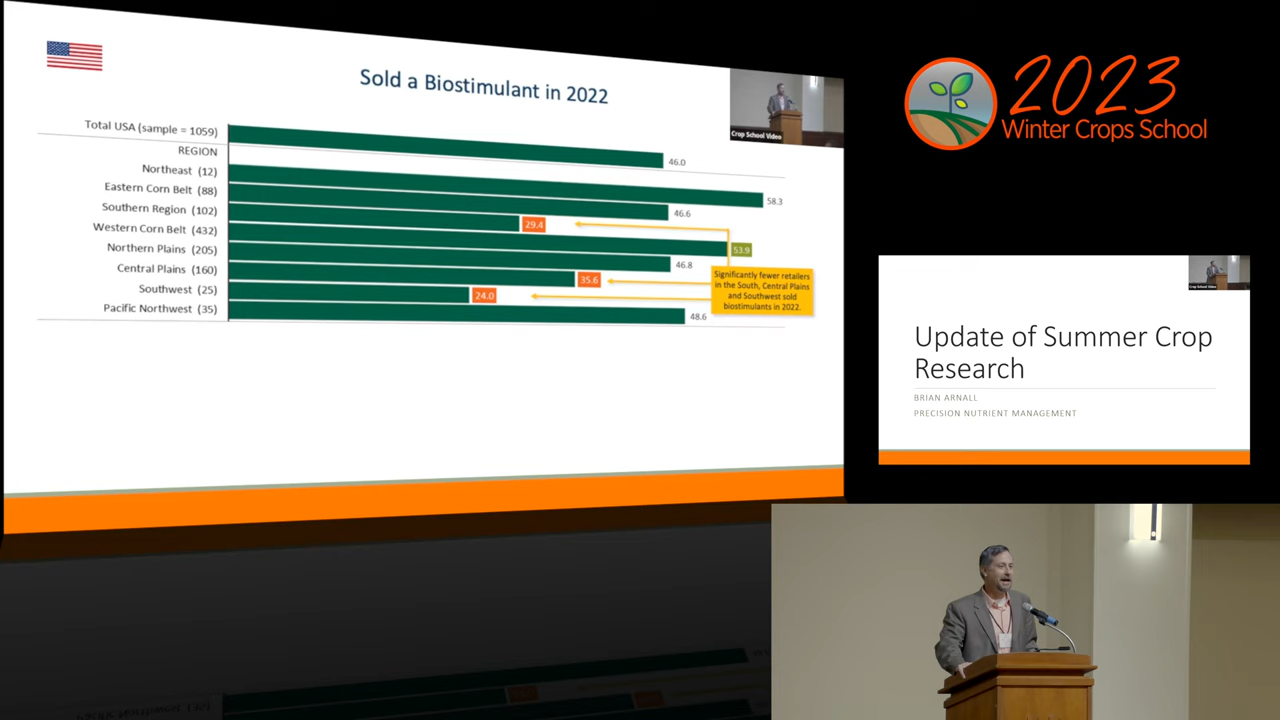 Sold a Biostimulant in 2022
Crop School Video
Total USA (sample = 1059) 46.0
REGION
Northeast (12) 58.3
Eastern Corn Belt (88) 46.6
Southern Region (102) 29.4
Western Corn Belt (432) 53.9
Northern Plains (205) 46.8
Central Plains (160) 35.6
Southwest (25) 24.0
Pacific Northwest (35) 48.6
Significantly fewer retailers
in the South, Central Plains
and Southwest sold
biostimulants in 2022.
2023
Winter Crops School
Update of Summer Crop
Research
BRIAN ARNALL
PRECISION NUTRIENT MANAGEMENT